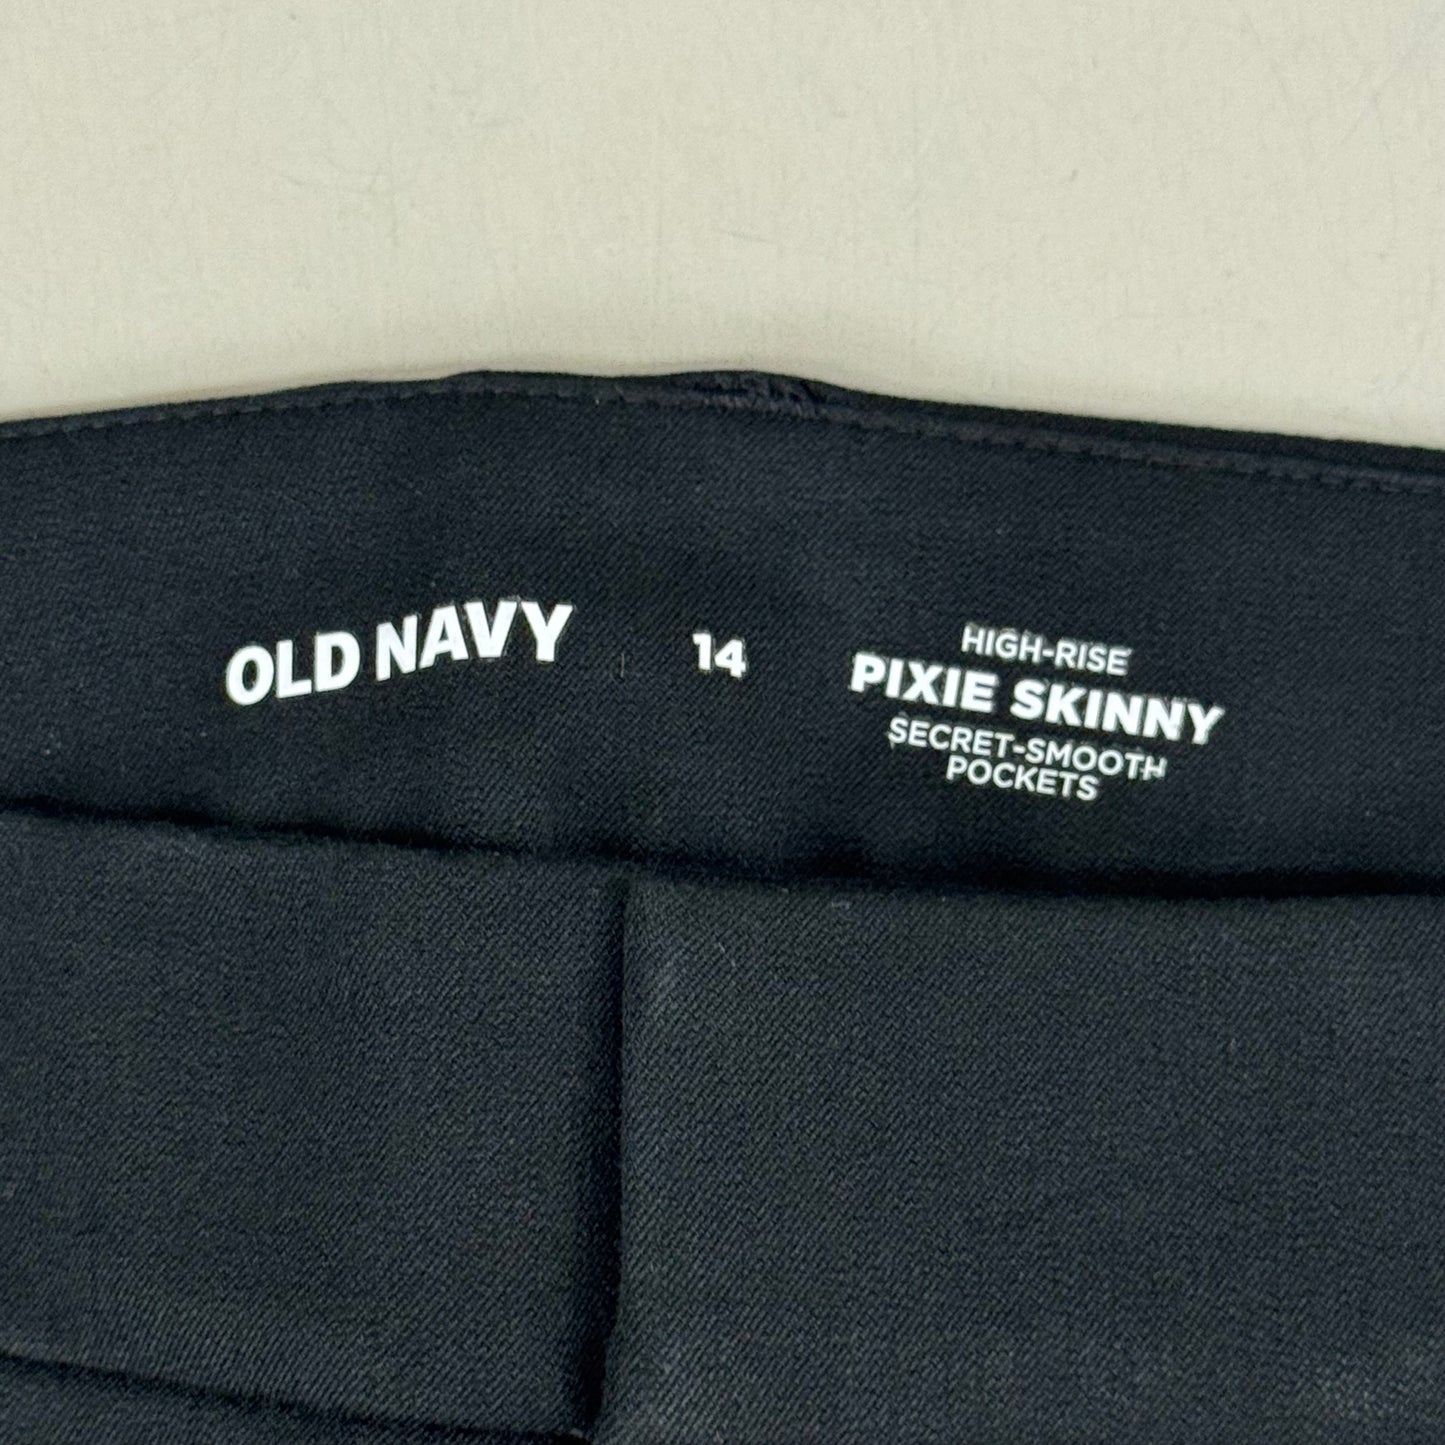 OLD NAVY
14
HIGH-RISE
PIXIE SKINNY
SECRET-SMOOTH
POCKETS